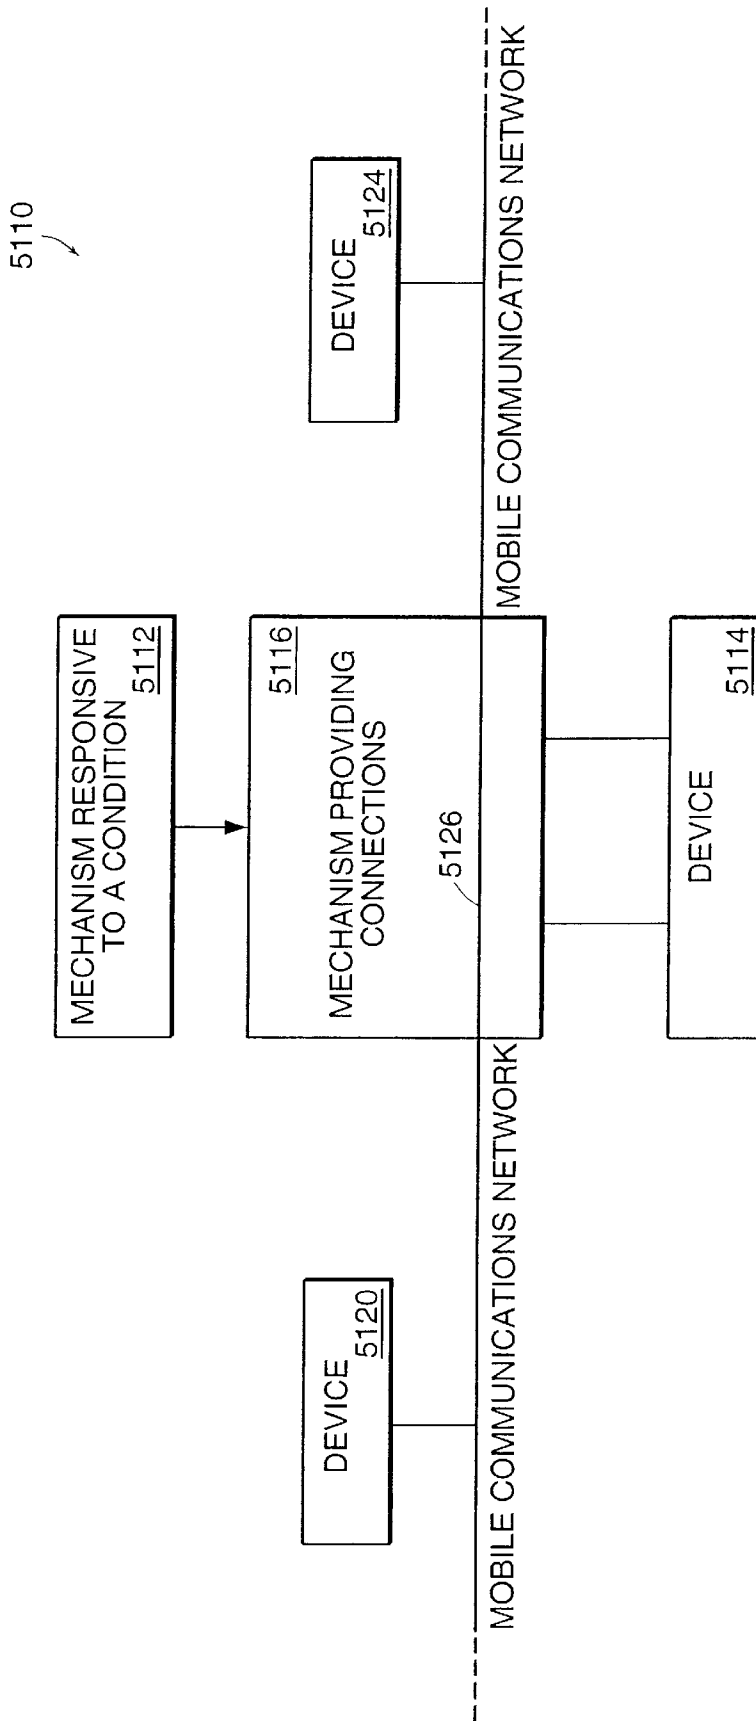 5110
MECHANISM RESPONSIVE
TO A CONDITION
5112
MECHANISM PROVIDING
CONNECTIONS
5116
5126
DEVICE
5120
DEVICE
5124
MOBILE COMMUNICATIONS NETWORK
MOBILE COMMUNICATIONS NETWORK
DEVICE
5114